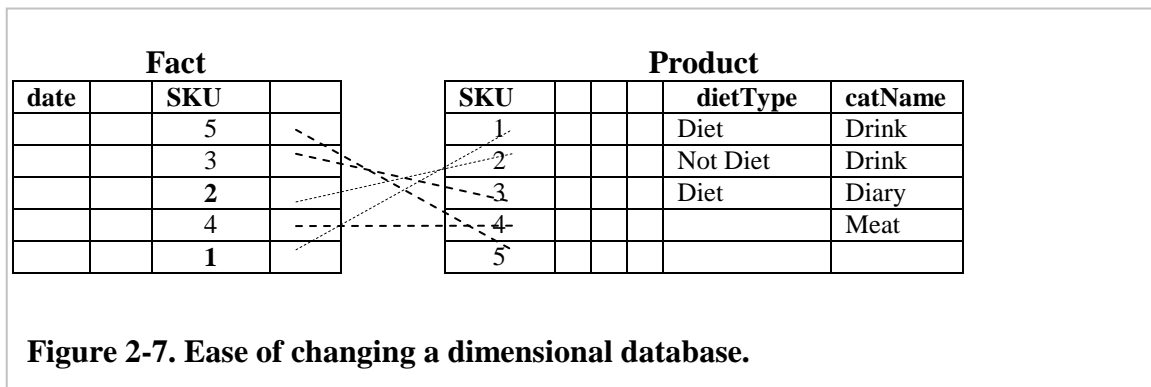 Fact Product
date SKU SKU dietType catName
5 1 Diet Drink
3 2 Not Diet Drink
2 3 Diet Diary
4 4 Meat
1 5
Figure 2-7. Ease of changing a dimensional database.